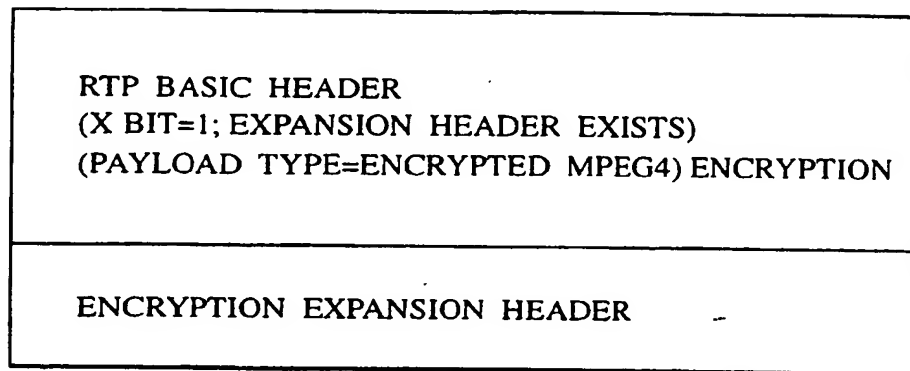 RTP BASIC HEADER
(X BIT=1; EXPANSION HEADER EXISTS)
(PAYLOAD TYPE=ENCRYPTED MPEG4) ENCRYPTION
ENCRYPTION EXPANSION HEADER